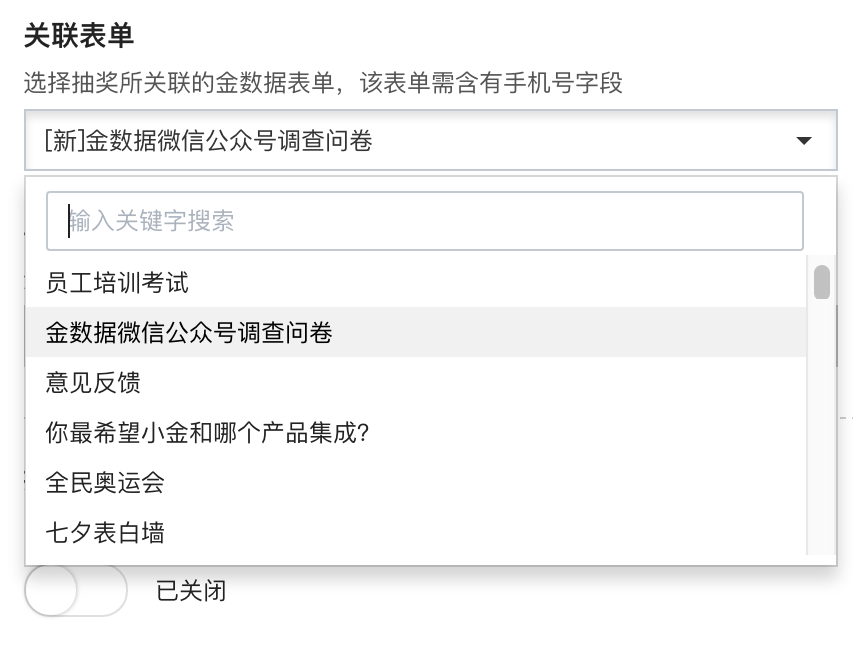 关联表单
选择抽奖所关联的金数据表单，该表单需含有手机号字段
[新]金数据微信公众号调查问卷
输入关键字搜索
员工培训考试
金数据微信公众号调查问卷
意见反馈
你最希望小金和哪个产品集成?
全民奥运会
七夕表白墙
已关闭